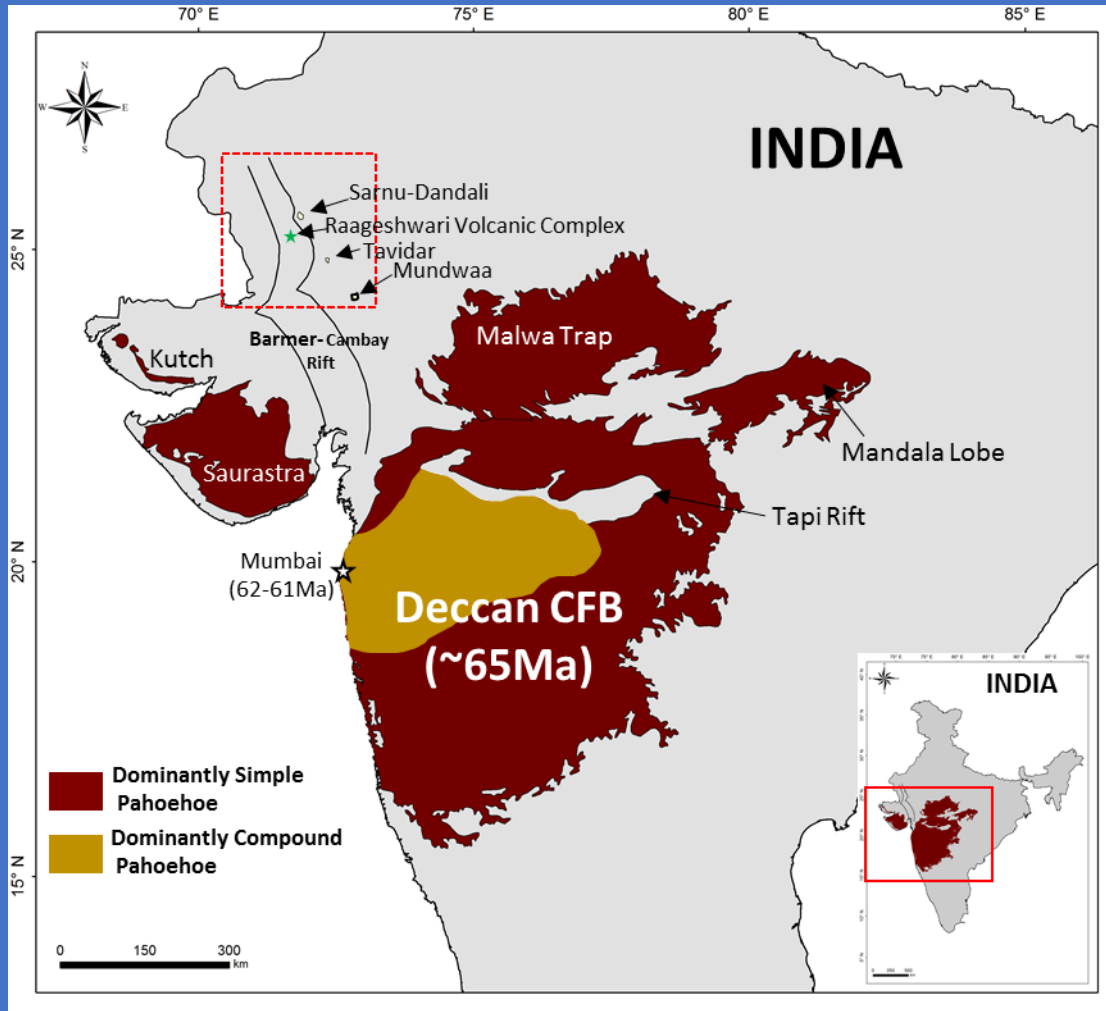 70° E
75° E
80° E
85° E
N
W
E
S
INDIA
Sarnu-Dandali
Raageshwari Volcanic Complex
25° N
Tavidar
Mundwaa
Malwa Trap
Barmer-Cambay
Rift
Kutch
Saurastra
Mandala Lobe
Tapi Rift
20° N
Mumbai
(62-61Ma)
Deccan CFB
(~65Ma)
INDIA
Dominantly Simple
Pahoehoe
Dominantly Compound
Pahoehoe
15° N
0
150
300
km